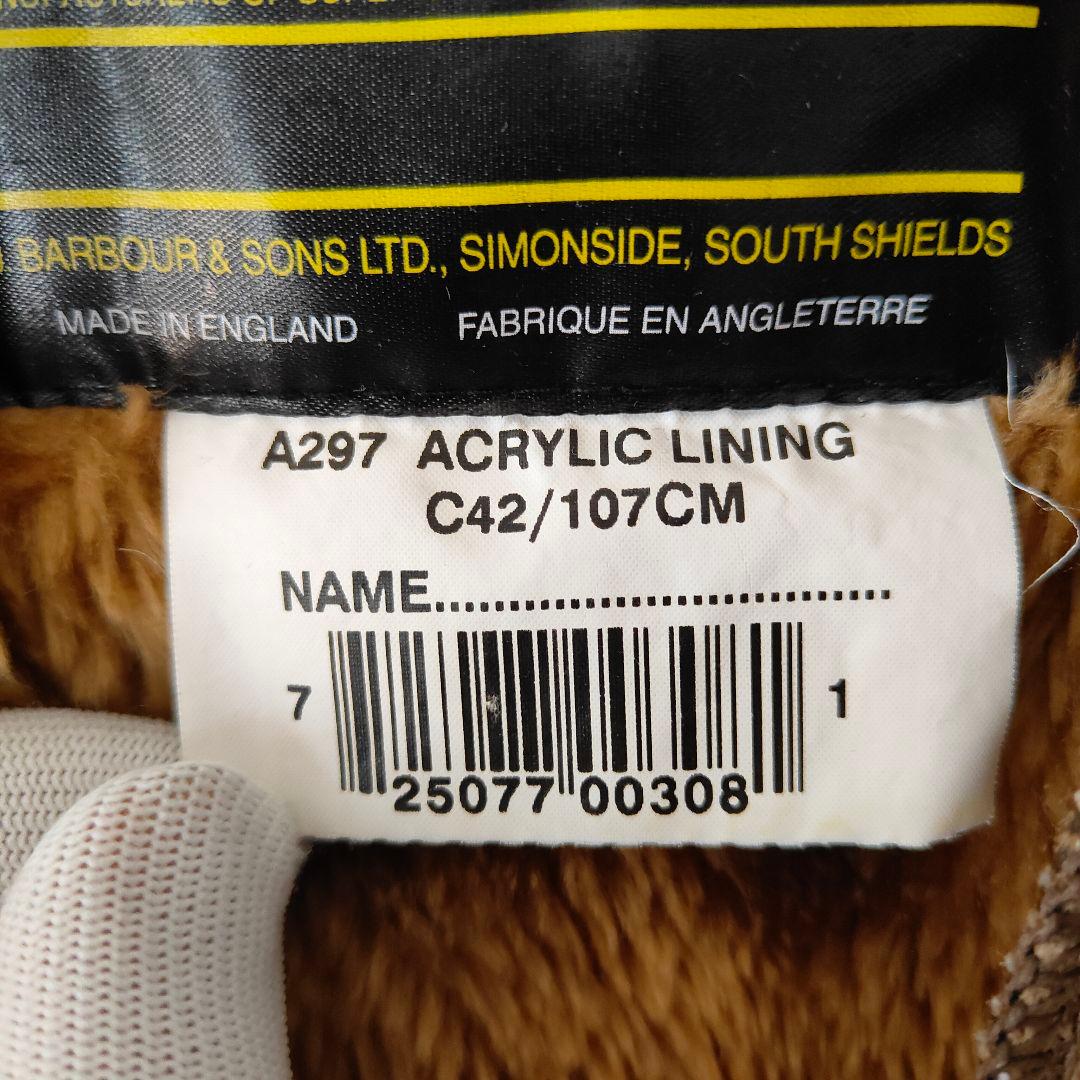 BARBOUR & SONS LTD., SIMONSIDE, SOUTH SHIELDS
MADE IN ENGLAND FABRIQUE EN ANGLETERRE
A297 ACRYLIC LINING
C42/107CM
NAME......................................
7 25077 00308 1